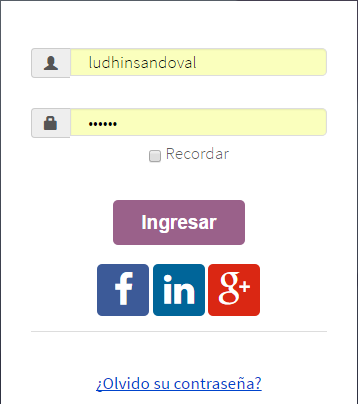 ludhinsandoval
••••••
Recordar
Ingresar
f in g+
¿Olvido su contraseña?